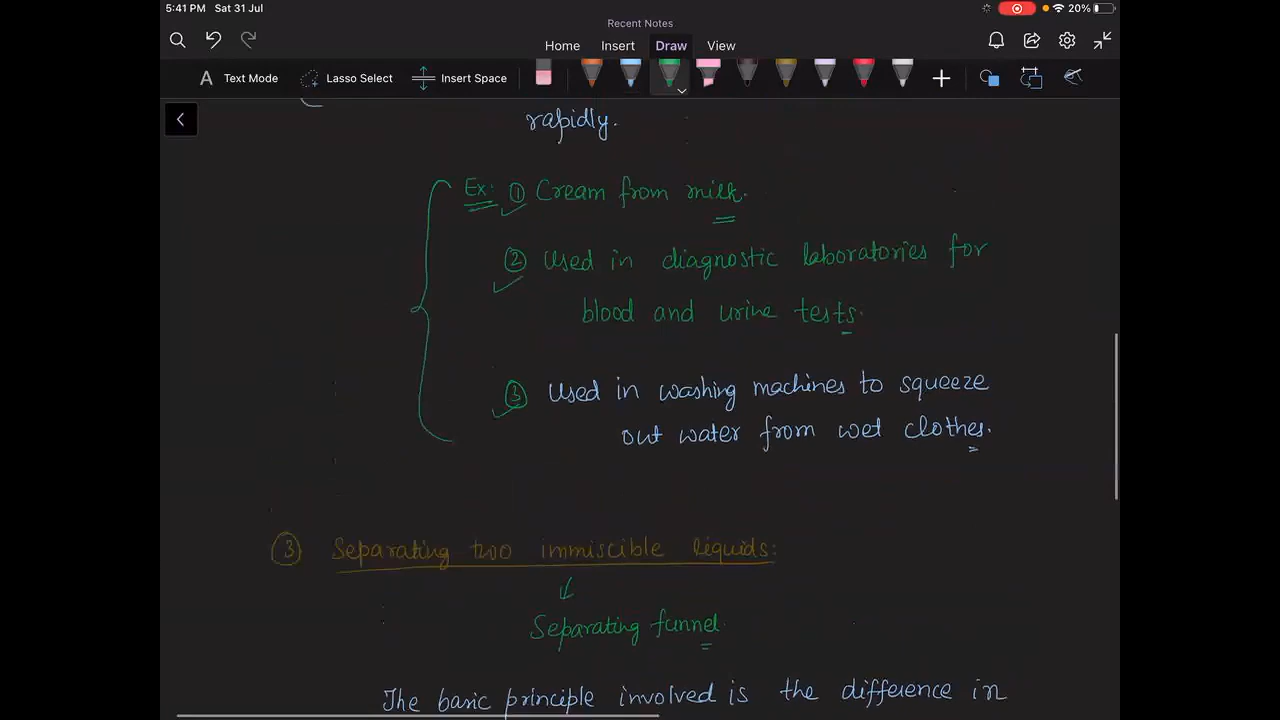 5:41 PM Sat 31 Jul
20%
Recent Notes
Home Insert Draw View
Text Mode Lasso Select Insert Space
rapidly.
Ex: ① Cream from milk.
② Used in diagnostic laboratories for
blood and urine tests.
③ Used in washing machines to squeeze
out water from wet clothes.
③ Separating two immiscible liquids:
Separating funnel
The basic principle involved is the difference in